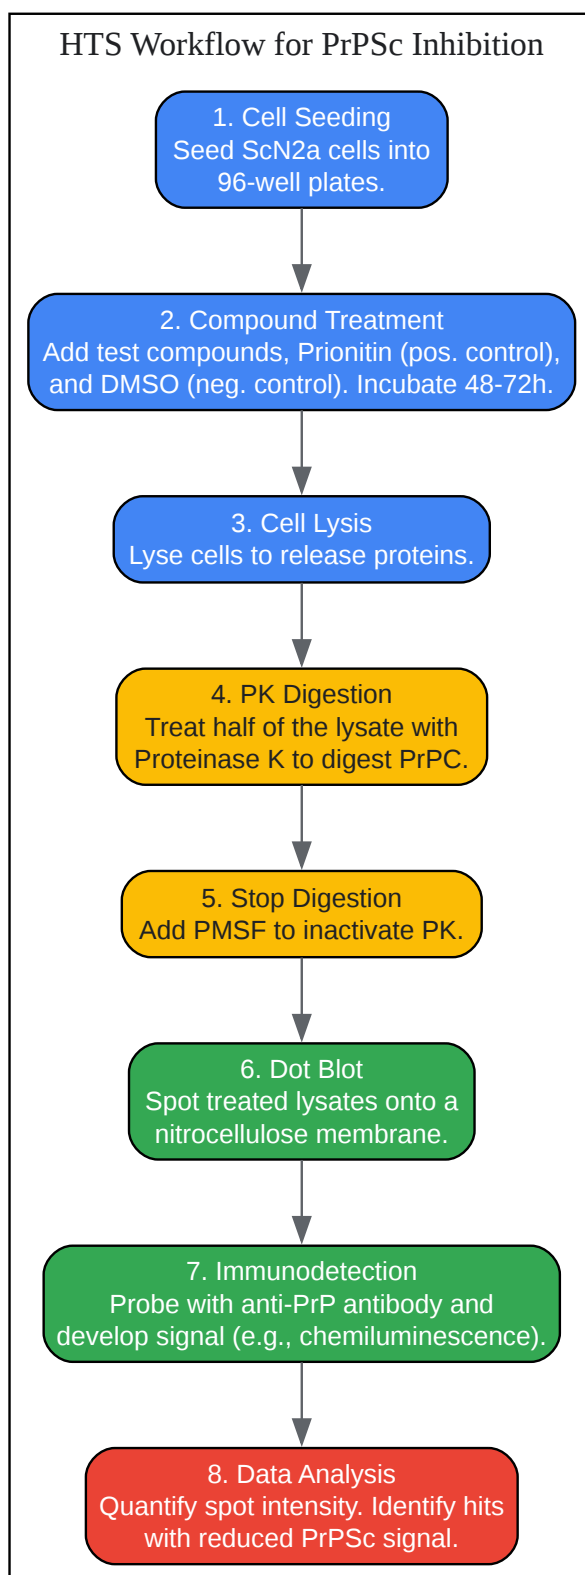 HTS Workflow for PrPSc Inhibition
1. Cell Seeding
Seed ScN2a cells into
96-well plates.
2. Compound Treatment
Add test compounds, Prionitin (pos. control),
and DMSO (neg. control). Incubate 48-72h.
3. Cell Lysis
Lyse cells to release proteins.
4. PK Digestion
Treat half of the lysate with
Proteinase K to digest PrPC.
5. Stop Digestion
Add PMSF to inactivate PK.
6. Dot Blot
Spot treated lysates onto a
nitrocellulose membrane.
7. Immunodetection
Probe with anti-PrP antibody and
develop signal (e.g., chemiluminescence).
8. Data Analysis
Quantify spot intensity. Identify hits
with reduced PrPSc signal.